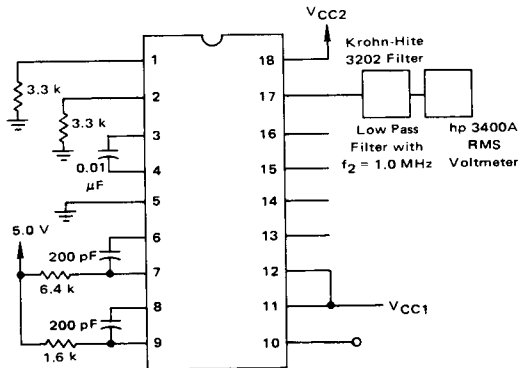 VCC2
Krohn-Hite
3202 Filter
1
18
3.3 k
2
17
3.3 k
3
16
Low Pass
Filter with
f2 = 1.0 MHz
hp 3400A
RMS
Voltmeter
0.01
µF
4
15
5
14
5.0 V
6
13
200 pF
7
12
6.4 k
8
11
VCC1
200 pF
9
10
1.6 k